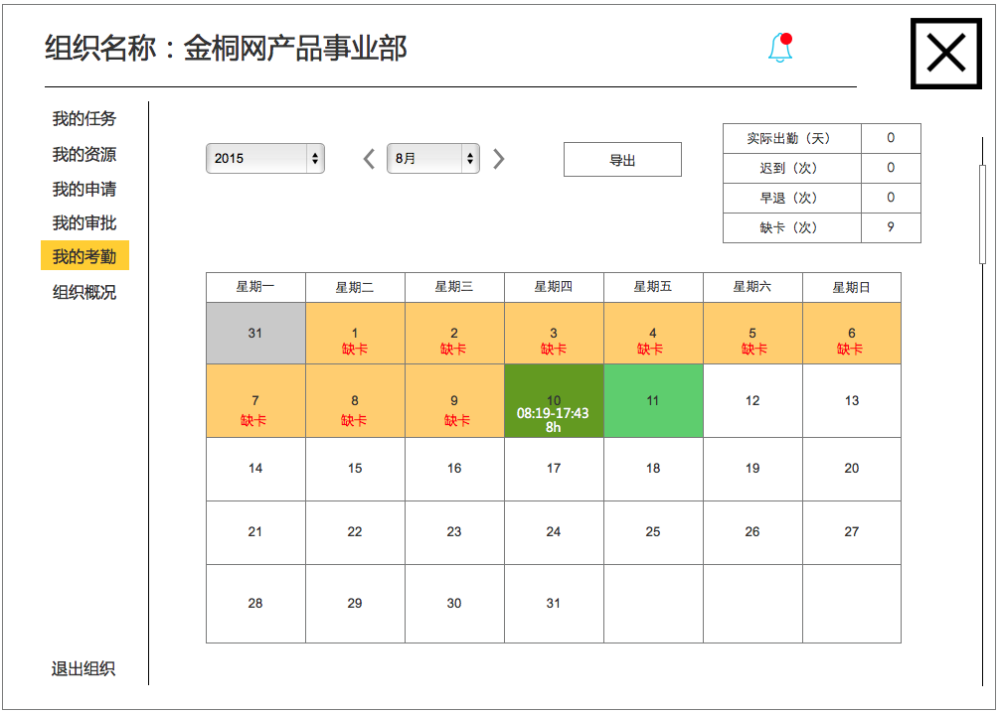 组织名称：金桐网产品事业部
我的任务
我的资源
我的申请
我的审批
我的考勤
组织概况
退出组织
2015
8月
导出
实际出勤（天） 0
迟到（次） 0
早退（次） 0
缺卡（次） 9
星期一 星期二 星期三 星期四 星期五 星期六 星期日
31 1 2 3 4 5 6
缺卡 缺卡 缺卡 缺卡 缺卡 缺卡
7 8 9 10 11 12 13
缺卡 缺卡 缺卡 08:19-17:43
8h
14 15 16 17 18 19 20
21 22 23 24 25 26 27
28 29 30 31